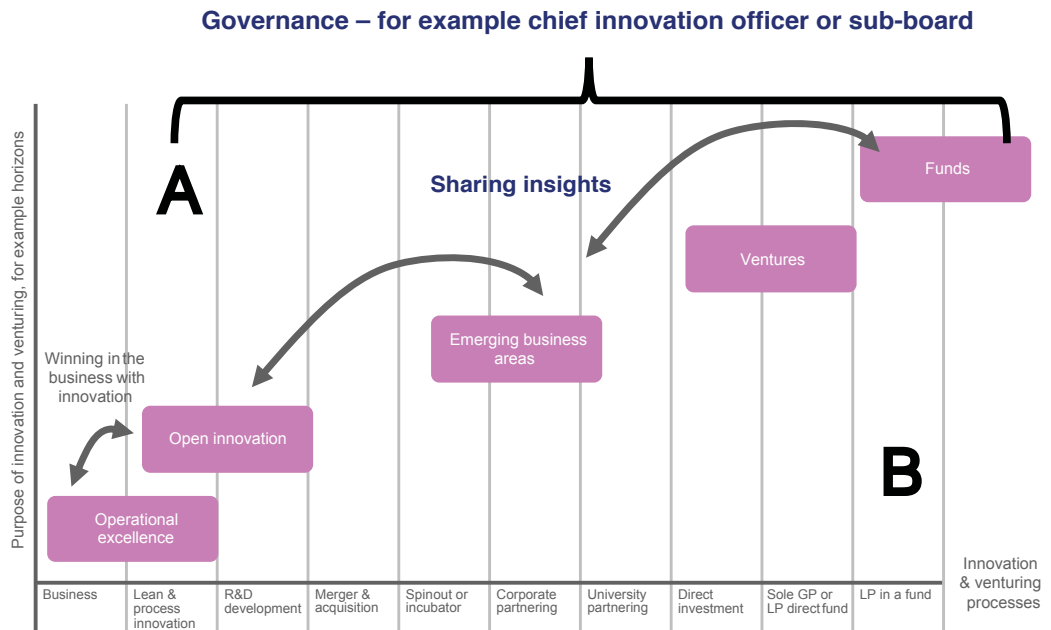 Governance – for example chief innovation officer or sub-board
Purpose of innovation and venturing, for example horizons
A
Sharing insights
Funds
Ventures
Emerging business
areas
Winning in the
business with
innovation
Open innovation
B
Operational
excellence
Business
Lean &
process
innovation
R&D
development
Merger &
acquisition
Spinout or
incubator
Corporate
partnering
University
partnering
Direct
investment
Sole GP or
LP direct fund
LP in a fund
Innovation
& venturing
processes